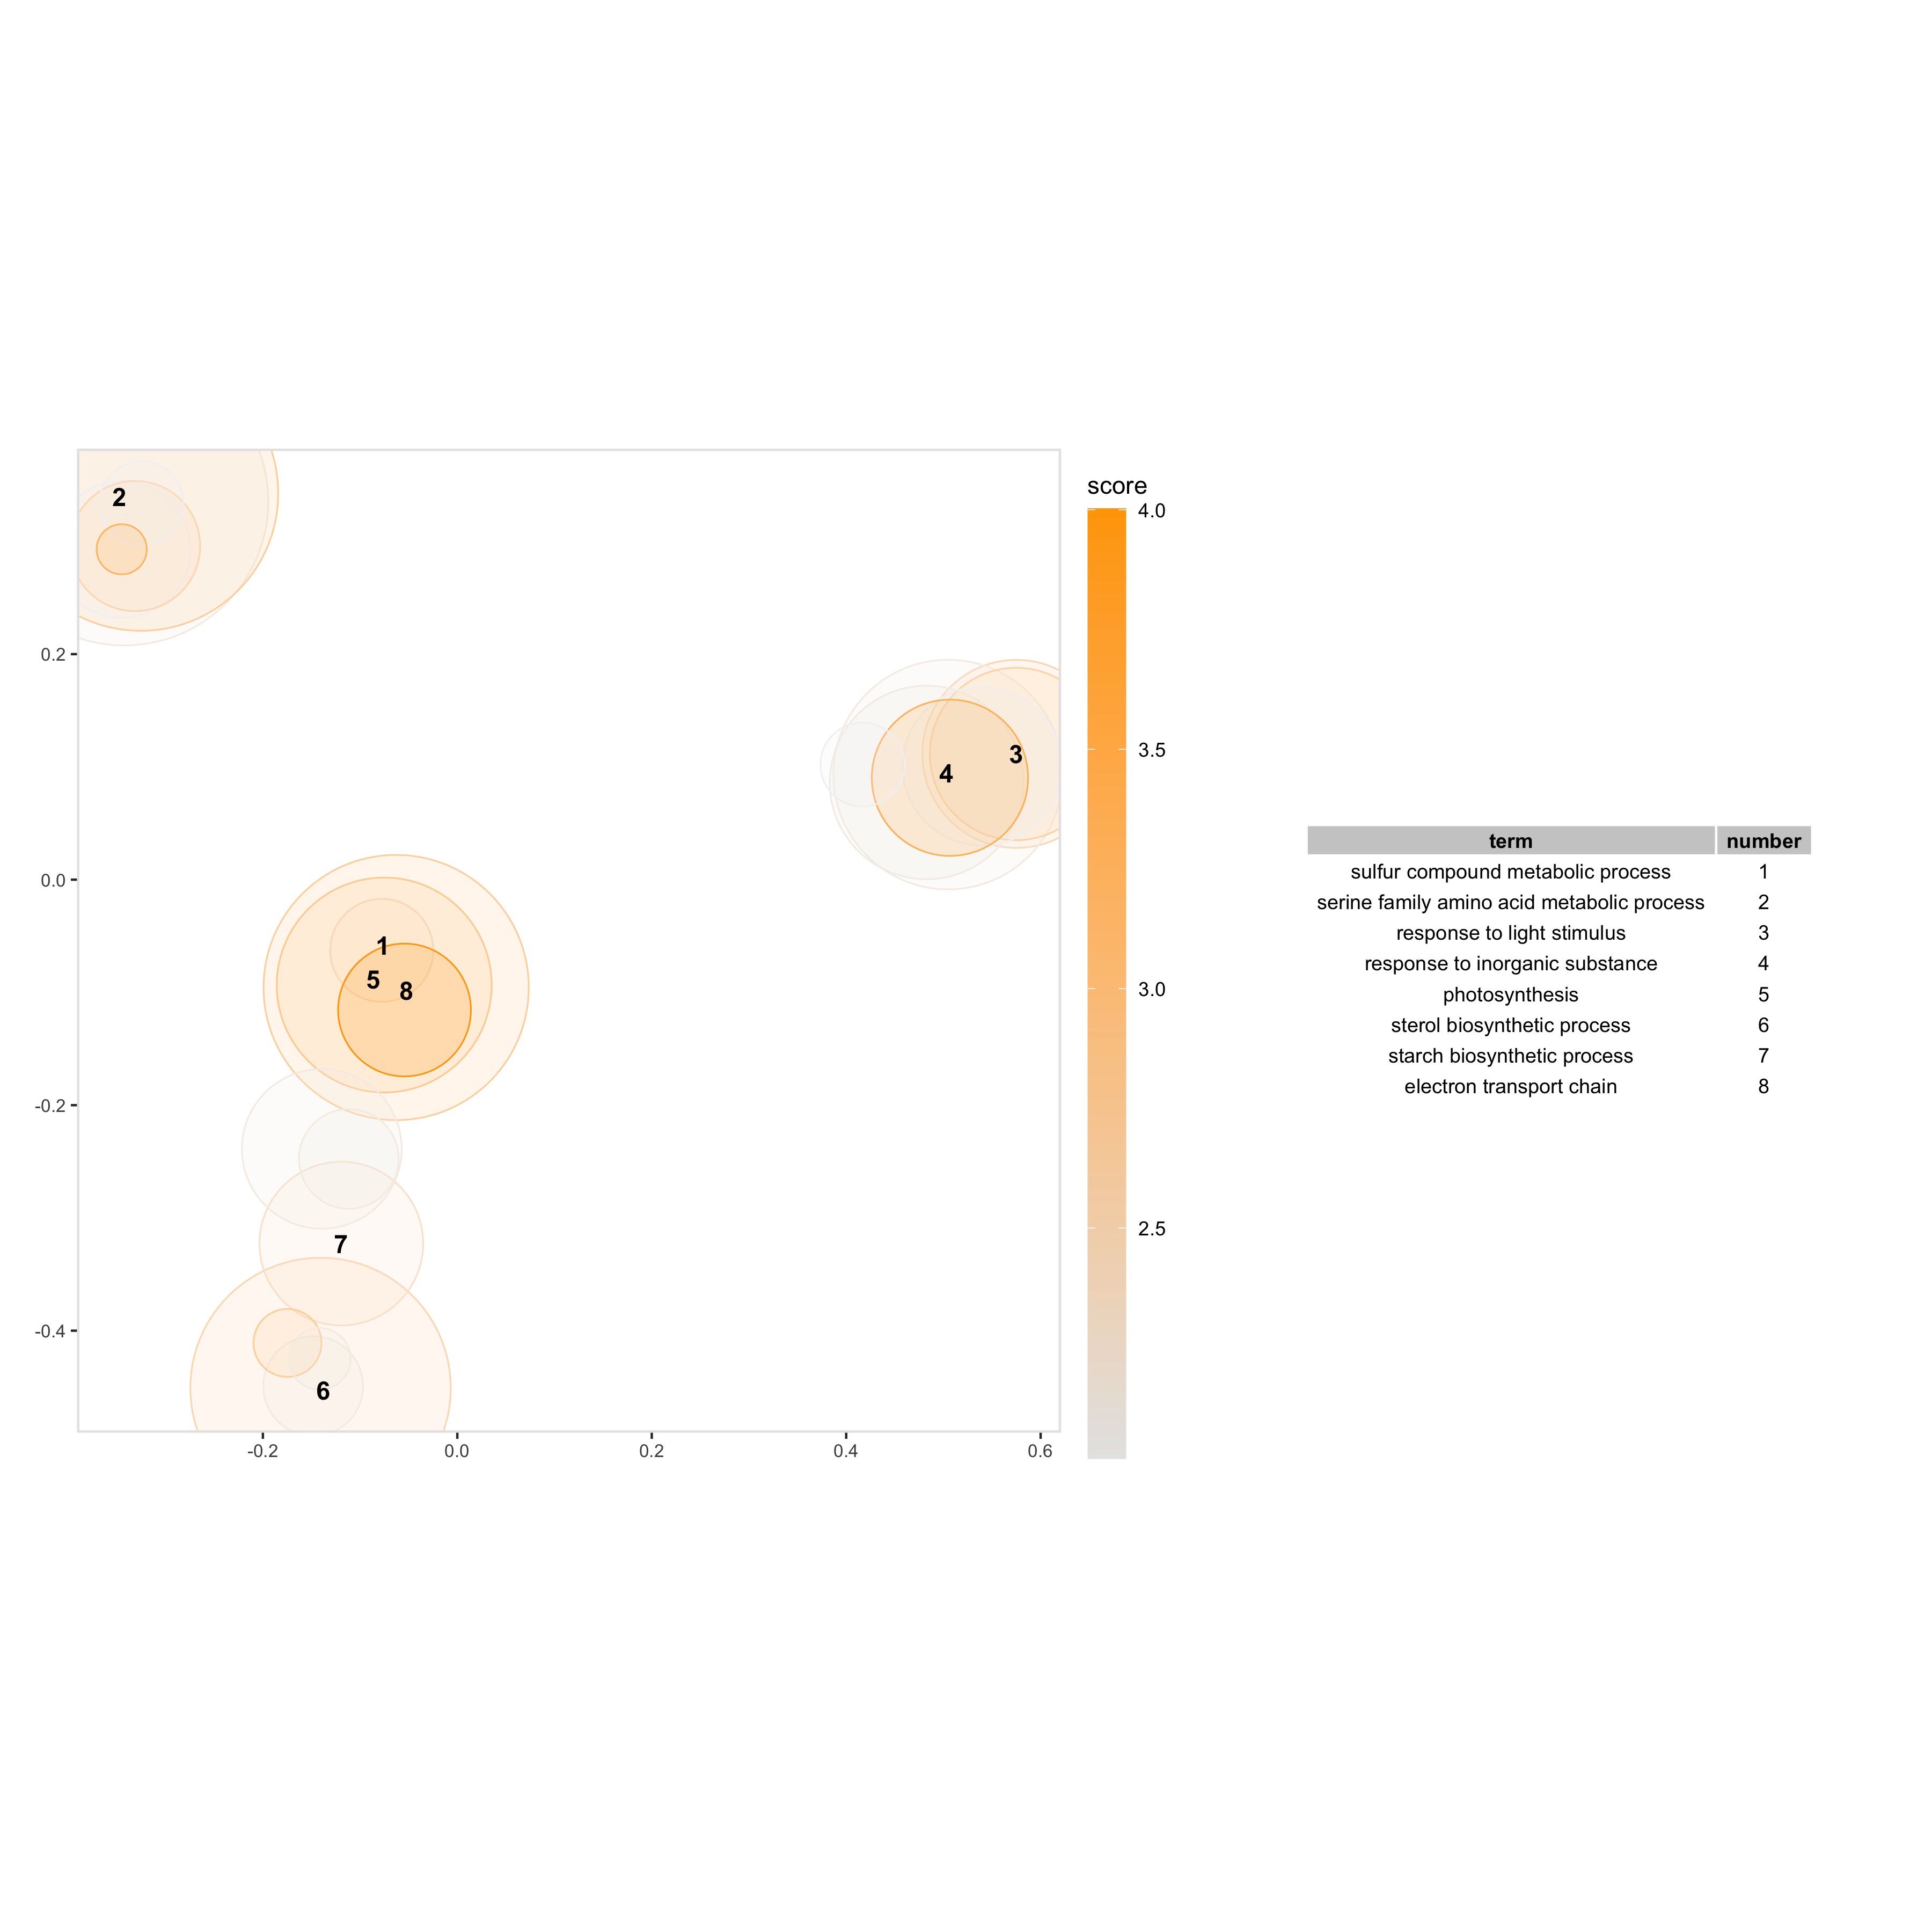 2
3
4
1
5
8
7
6
0.2
0.0
-0.2
-0.4
-0.2 0.0 0.2 0.4 0.6
score
4.0
3.5
3.0
2.5
term number
sulfur compound metabolic process 1
serine family amino acid metabolic process 2
response to light stimulus 3
response to inorganic substance 4
photosynthesis 5
sterol biosynthetic process 6
starch biosynthetic process 7
electron transport chain 8